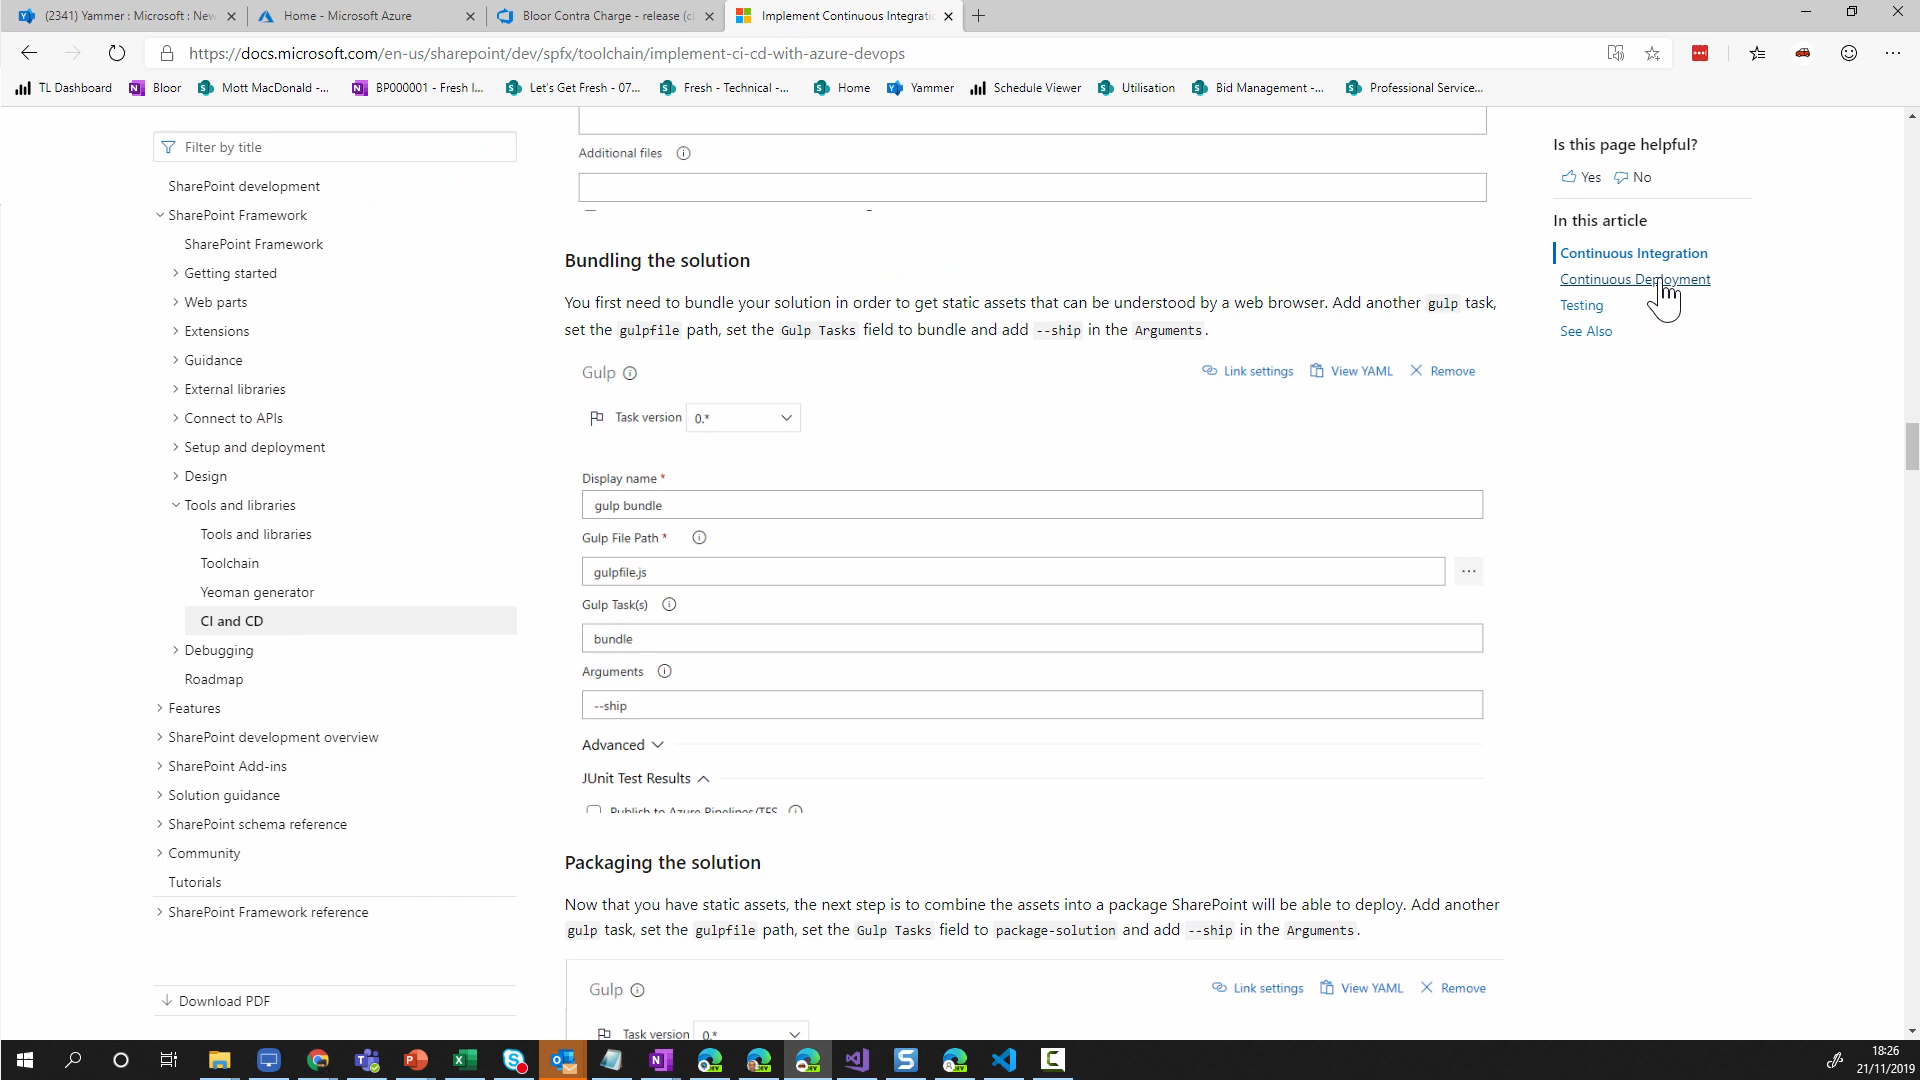 (2341) Yammer : Microsoft : New
Home - Microsoft Azure
Bloor Contra Charge - release (cl
Implement Continuous Integratio
https://docs.microsoft.com/en-us/sharepoint/dev/spfx/toolchain/implement-ci-cd-with-azure-devops
TL Dashboard
Bloor
Mott MacDonald -...
BP000001 - Fresh I...
Let's Get Fresh - 07...
Fresh - Technical -...
Home
Yammer
Schedule Viewer
Utilisation
Bid Management -...
Professional Service...
Filter by title
SharePoint development
SharePoint Framework
SharePoint Framework
Getting started
Web parts
Extensions
Guidance
External libraries
Connect to APIs
Setup and deployment
Design
Tools and libraries
Tools and libraries
Toolchain
Yeoman generator
CI and CD
Debugging
Roadmap
Features
SharePoint development overview
SharePoint Add-ins
Solution guidance
SharePoint schema reference
Community
Tutorials
SharePoint Framework reference
Download PDF
Additional files
Bundling the solution
You first need to bundle your solution in order to get static assets that can be understood by a web browser. Add another gulp task,
set the gulpfile path, set the Gulp Tasks field to bundle and add --ship in the Arguments.
Gulp
Link settings View YAML Remove
Task version 0.*
Display name *
gulp bundle
Gulp File Path *
gulpfile.js
...
Gulp Task(s)
bundle
Arguments
--ship
Advanced
JUnit Test Results
Publish to Azure Pipelines/TFS
Packaging the solution
Now that you have static assets, the next step is to combine the assets into a package SharePoint will be able to deploy. Add another
gulp task, set the gulpfile path, set the Gulp Tasks field to package-solution and add --ship in the Arguments.
Gulp
Link settings View YAML Remove
Task version 0.*
Is this page helpful?
Yes No
In this article
Continuous Integration
Continuous Deployment
Testing
See Also
18:26
21/11/2019